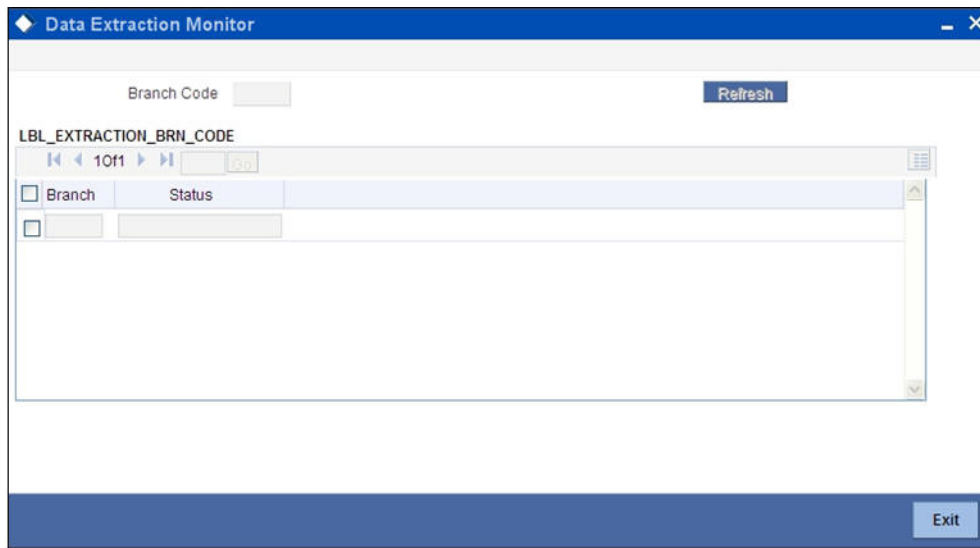 Data Extraction Monitor
Branch Code
Refresh
LBL_EXTRACTION_BRN_CODE
1Of1 Go
Branch Status
Exit